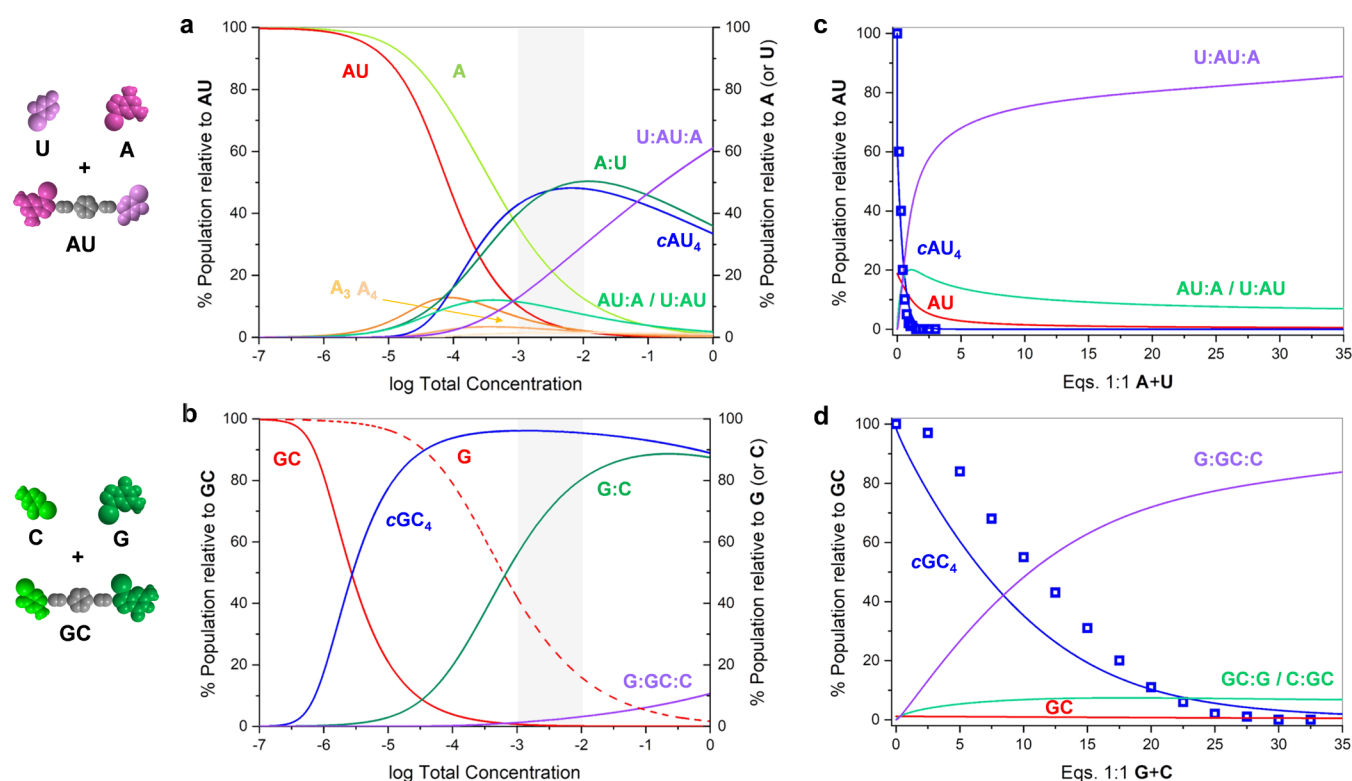 a
% Population relative to AU
100
80
60
40
20
0
-7
-6
-5
-4
-3
-2
-1
0
log Total Concentration
100
80
60
40
20
0
% Population relative to A (or U)
AU
A
A:U
U:AU:A
cAU₄
A₃ A₄
AU:A / U:AU
U
A
+
AU
c
% Population relative to AU
100
80
60
40
20
0
0
5
10
15
20
25
30
35
Eqs. 1:1 A+U
U:AU:A
cAU₄
AU
AU:A / U:AU
b
% Population relative to GC
100
80
60
40
20
0
-7
-6
-5
-4
-3
-2
-1
0
log Total Concentration
100
80
60
40
20
0
% Population relative to G (or C)
GC
G
cGC₄
G:C
G:GC:C
C
G
+
GC
d
% Population relative to GC
100
80
60
40
20
0
0
5
10
15
20
25
30
35
Eqs. 1:1 G+C
G:GC:C
cGC₄
GC:G / C:GC
GC